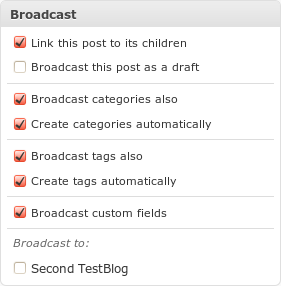 Broadcast
Link this post to its children
Broadcast this post as a draft
Broadcast categories also
Create categories automatically
Broadcast tags also
Create tags automatically
Broadcast custom fields
Broadcast to:
Second TestBlog